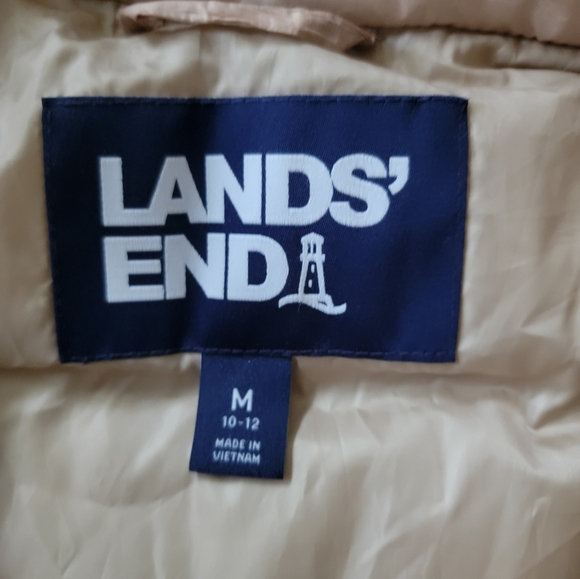 LANDS'
END
M
10-12
MADE IN
VIETNAM